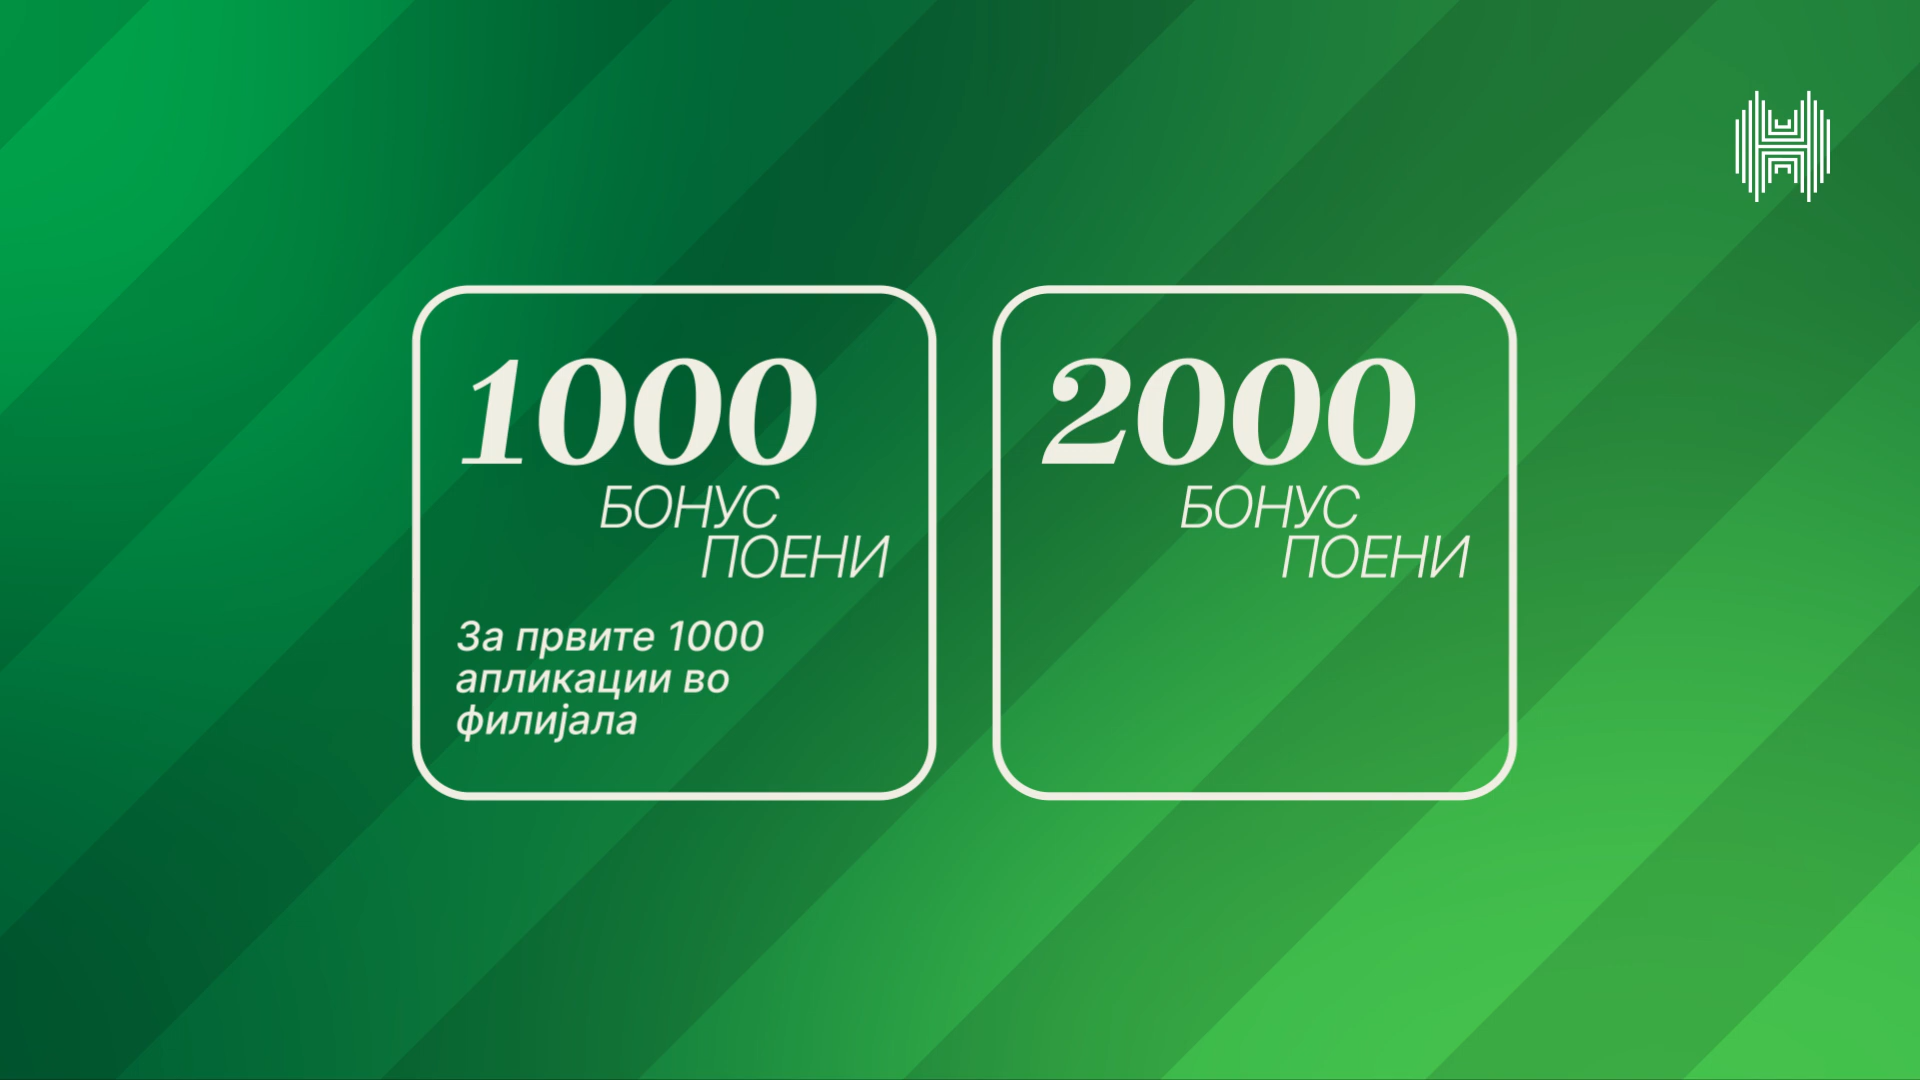 1000
БОНУС
ПОЕНИ
За првите 1000
апликации во
филијала
2000
БОНУС
ПОЕНИ